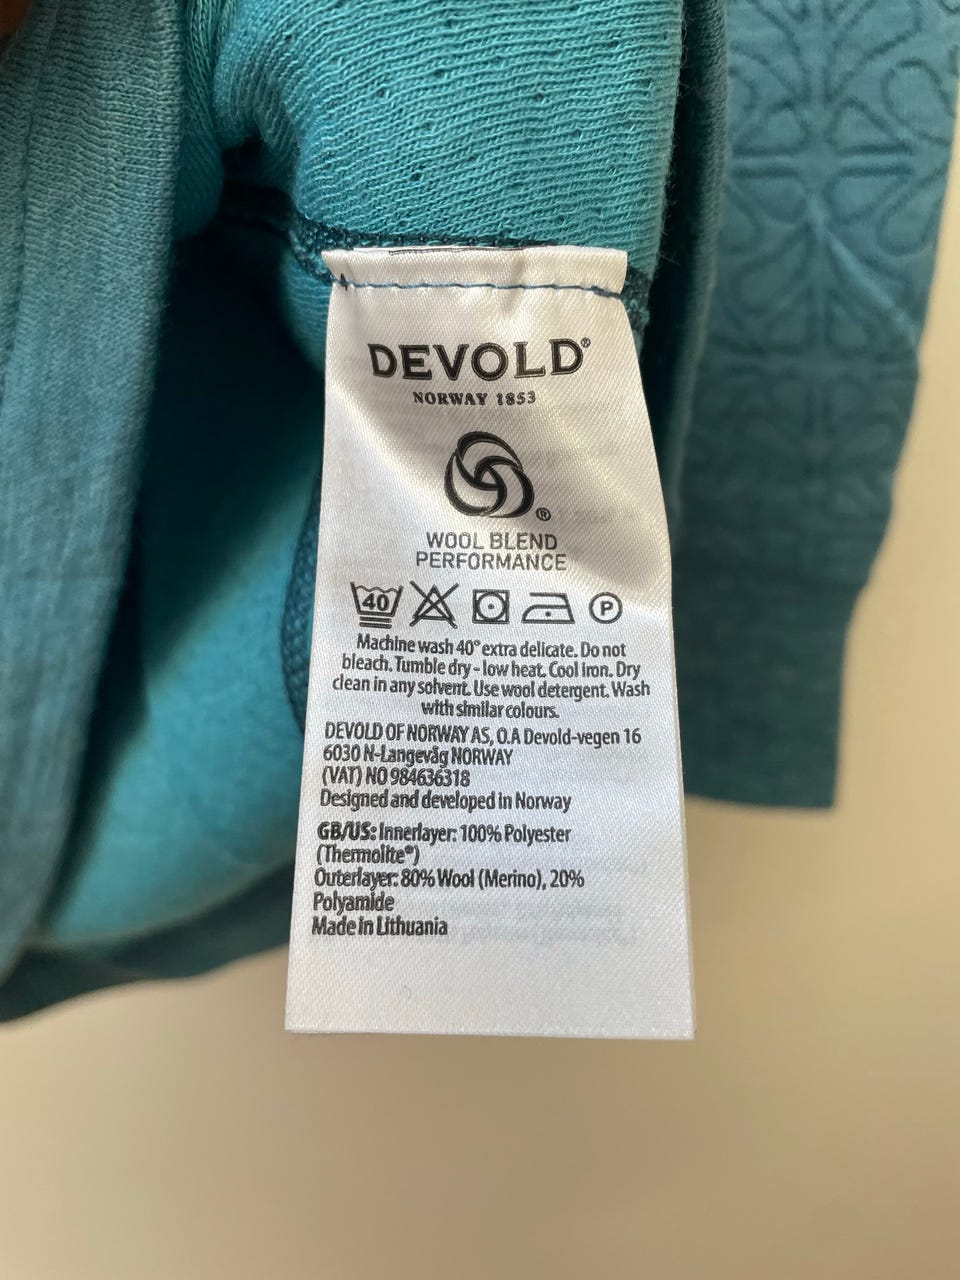 DEVOLD®
NORWAY 1853
®
WOOL BLEND
PERFORMANCE
40
P
Machine wash 40° extra delicate. Do not
bleach. Tumble dry - low heat. Cool iron. Dry
clean in any solvent. Use wool detergent. Wash
with similar colours.
DEVOLD OF NORWAY AS, O.A Devold-vegen 16
6030 N-Langevåg NORWAY
(VAT) NO 984636318
Designed and developed in Norway
GB/US: Innerlayer: 100% Polyester
(Thermolite®)
Outerlayer: 80% Wool (Merino), 20%
Polyamide
Made in Lithuania